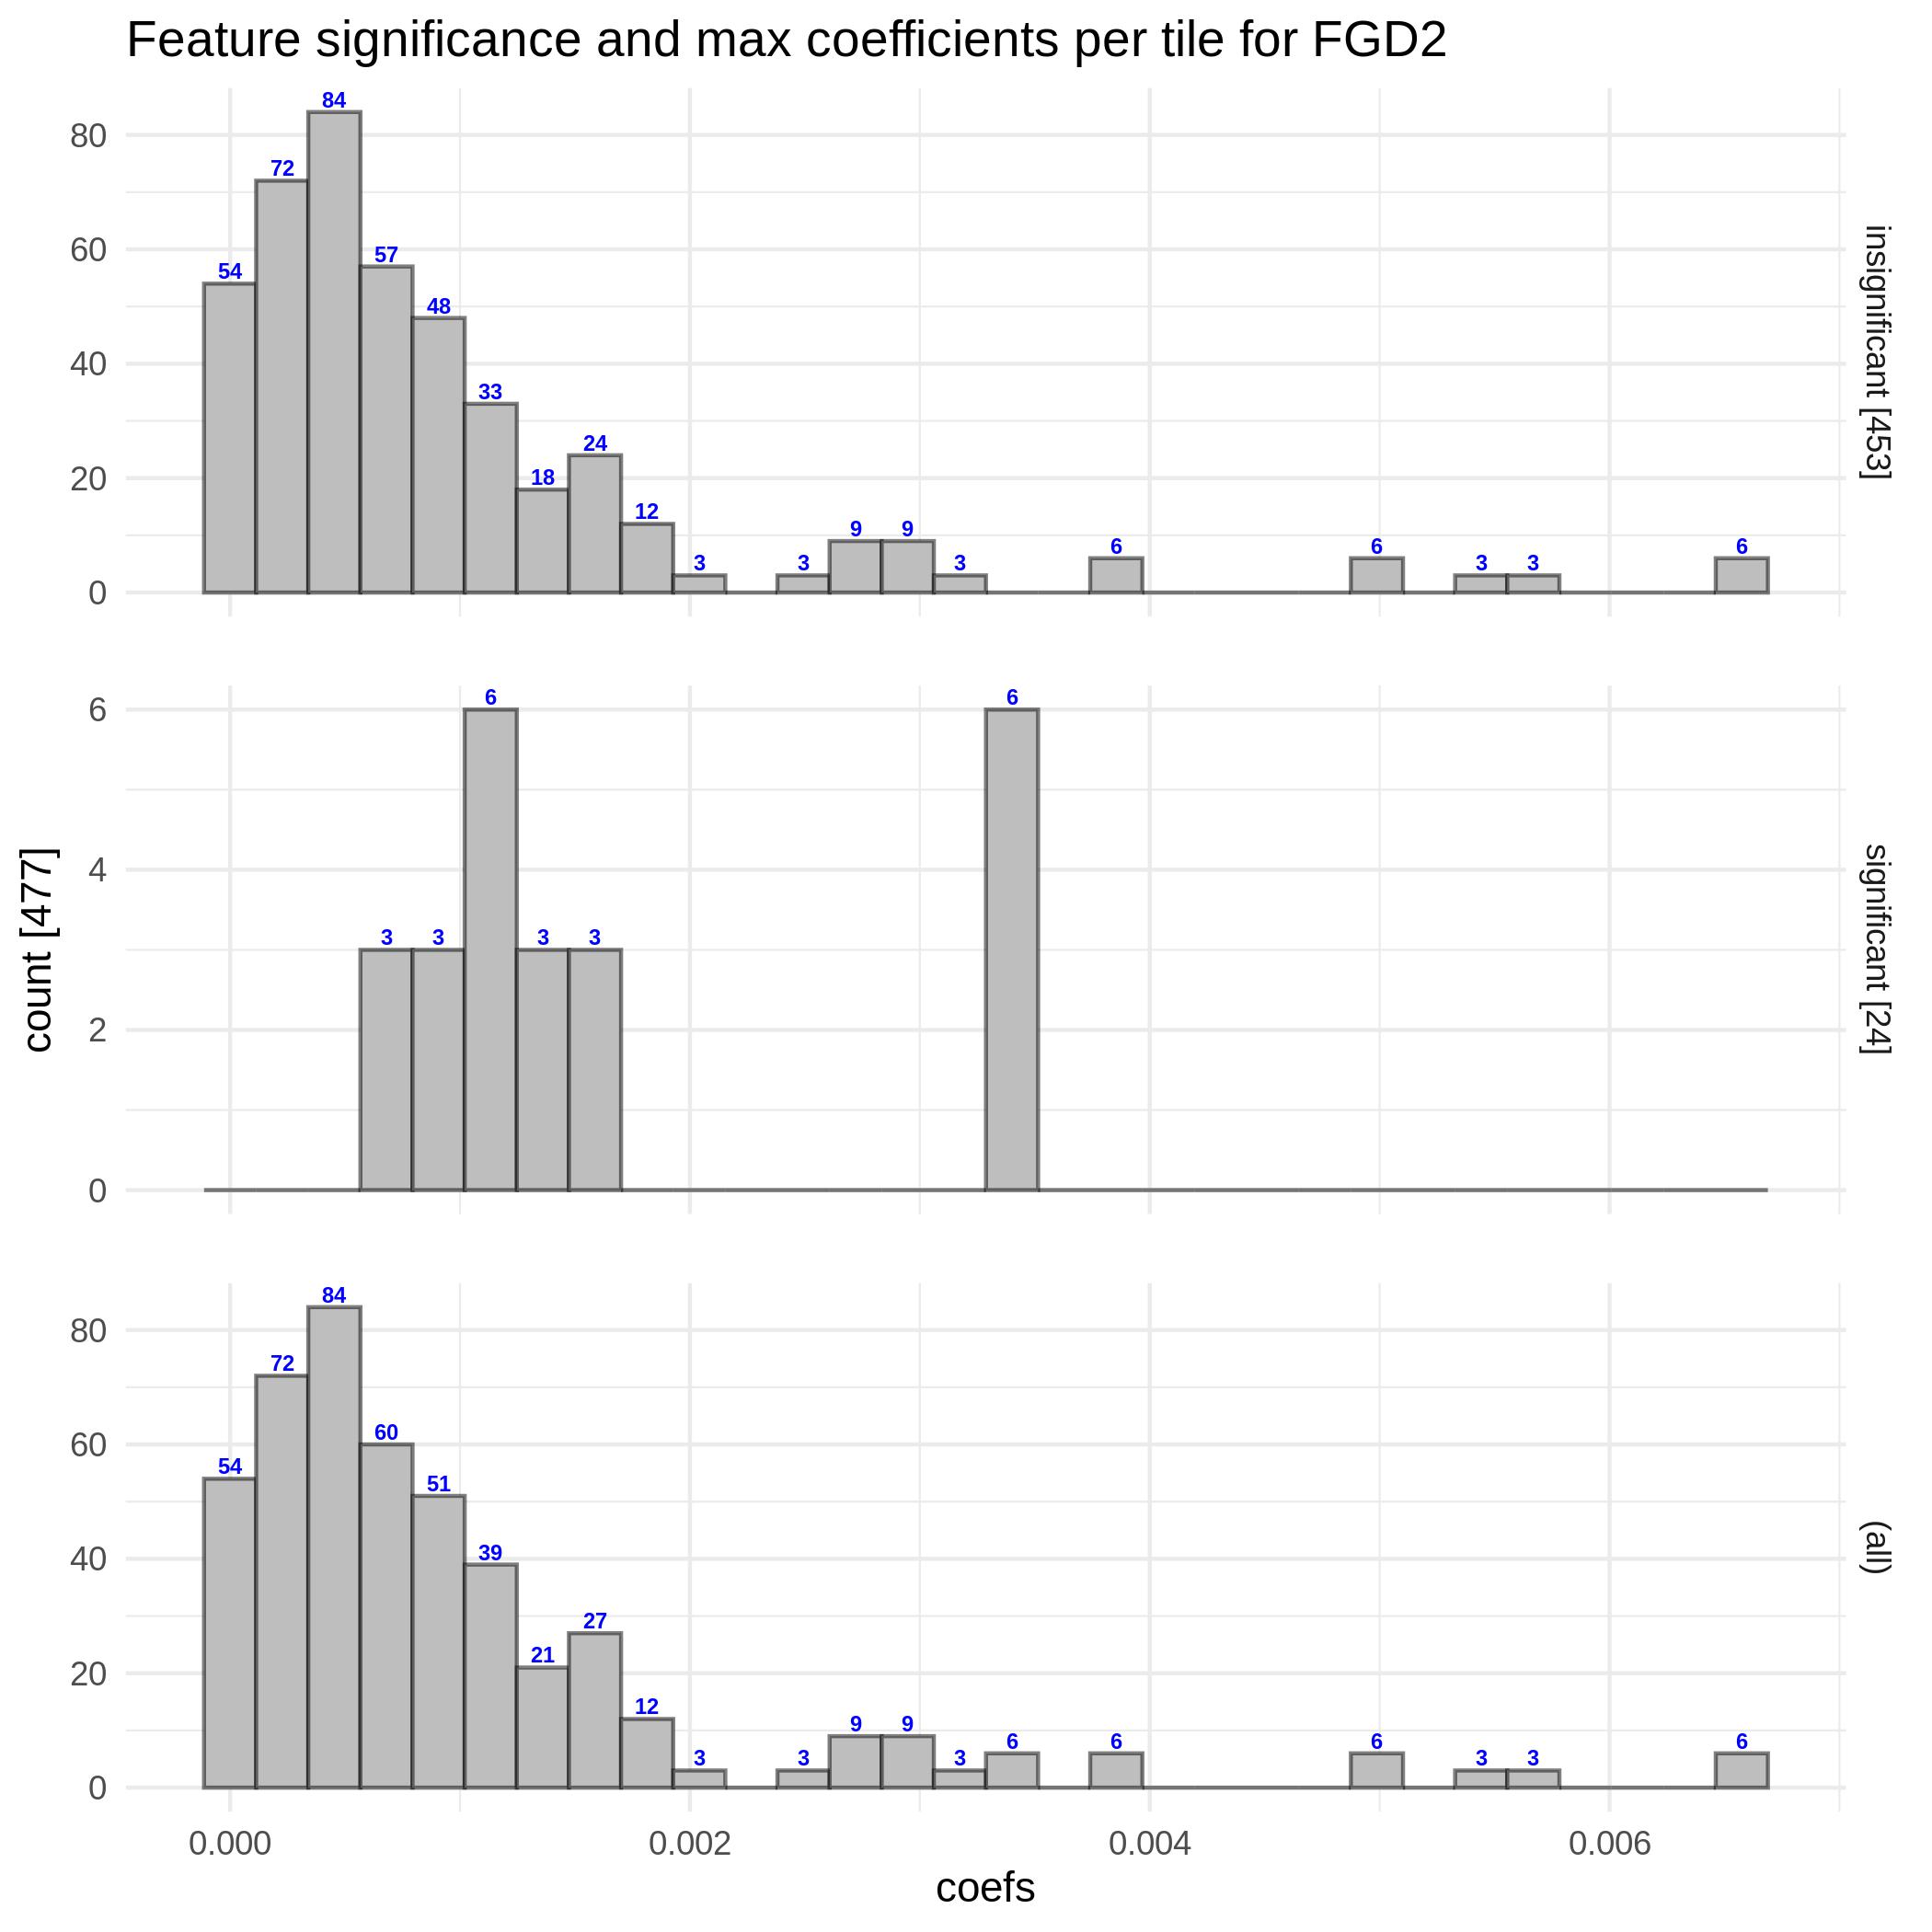 Feature significance and max coefficients per tile for FGD2
84
80
72
60
57
54
48
40
33
24
20
18
12
9 9
6 6 6
3 3 3 3 3
0
insignificant [453]
6 6
6
4
3 3 3 3
2
0
significant [24]
count [477]
84
80
72
60
60
54
51
40
39
27
20
21
12
9 9
6 6 6 6
3 3 3 3 3
0
(all)
0.000 0.002 0.004 0.006
coefs